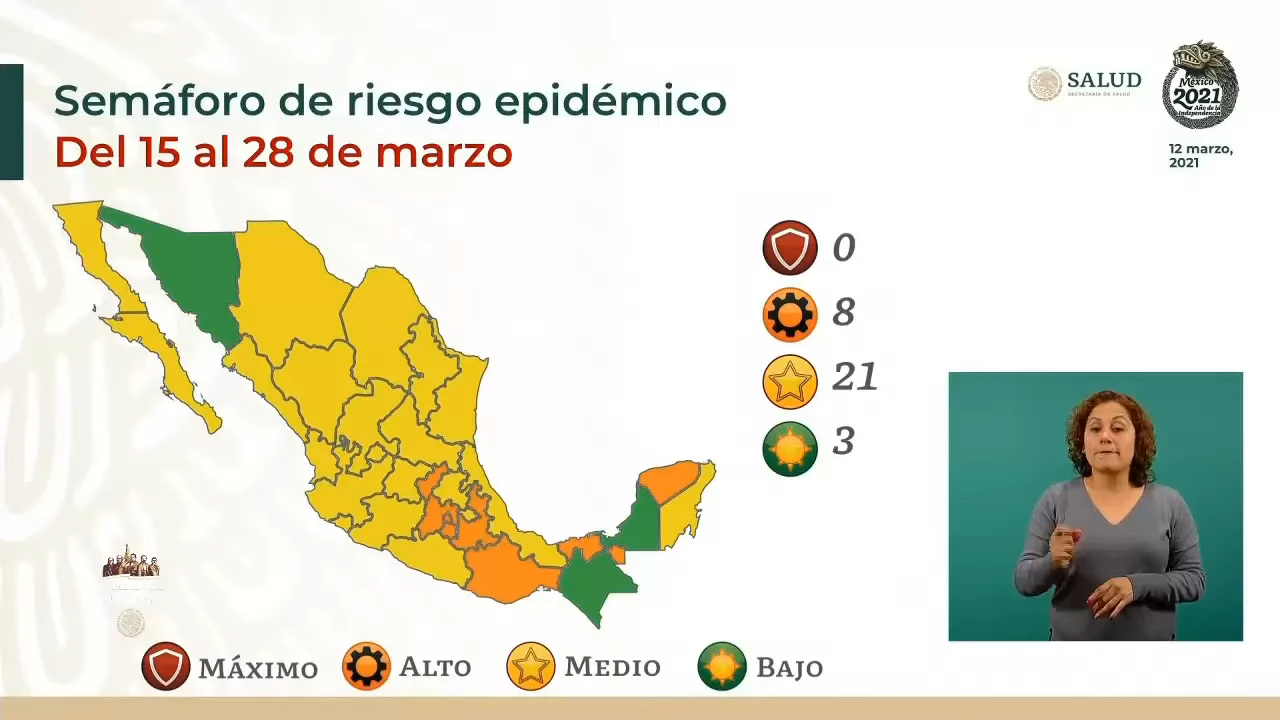 Semáforo de riesgo epidémico
Del 15 al 28 de marzo
SALUD
SECRETARÍA DE SALUD
México
2021
Año de la
Independencia
12 marzo,
2021
0
8
21
3
MÁXIMO
ALTO
MEDIO
BAJO